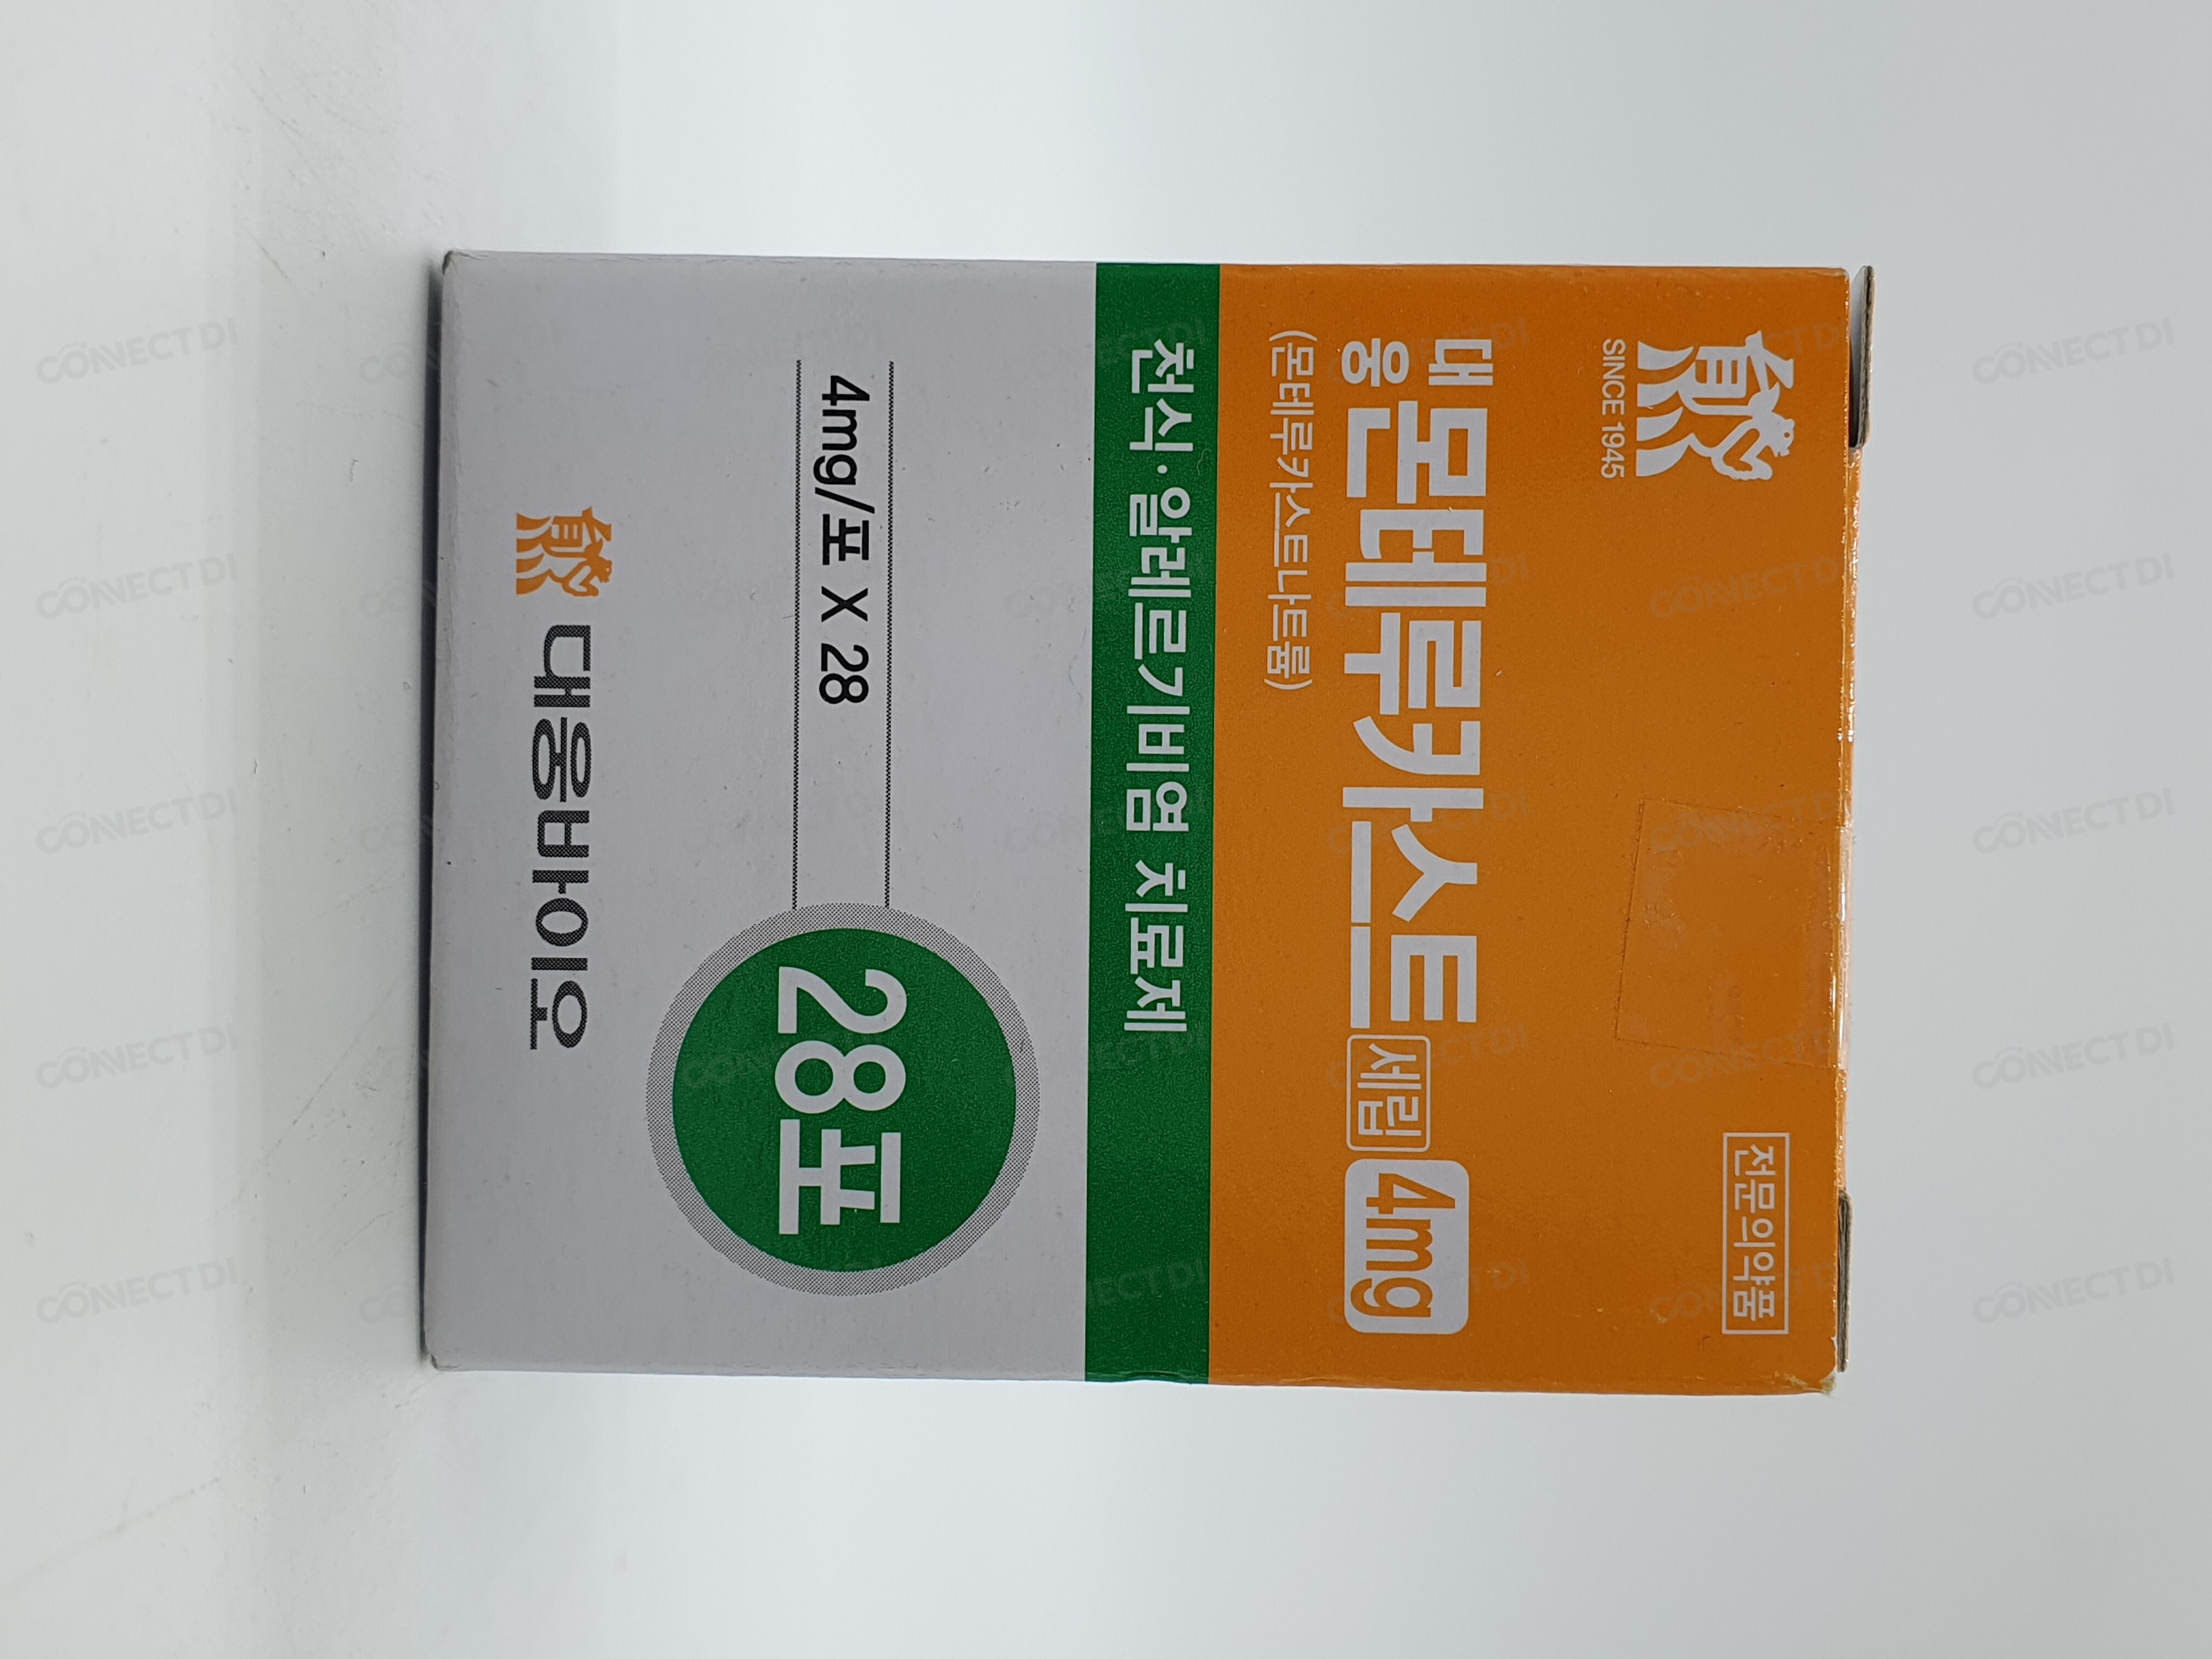 SINCE 1945
전문의약품
대웅 몬테루카스트 세립 4mg
(몬테루카스트나트륨)
천식·알레르기비염 치료제
4mg/포 X 28
28포
대웅바이오
CONNECT DI